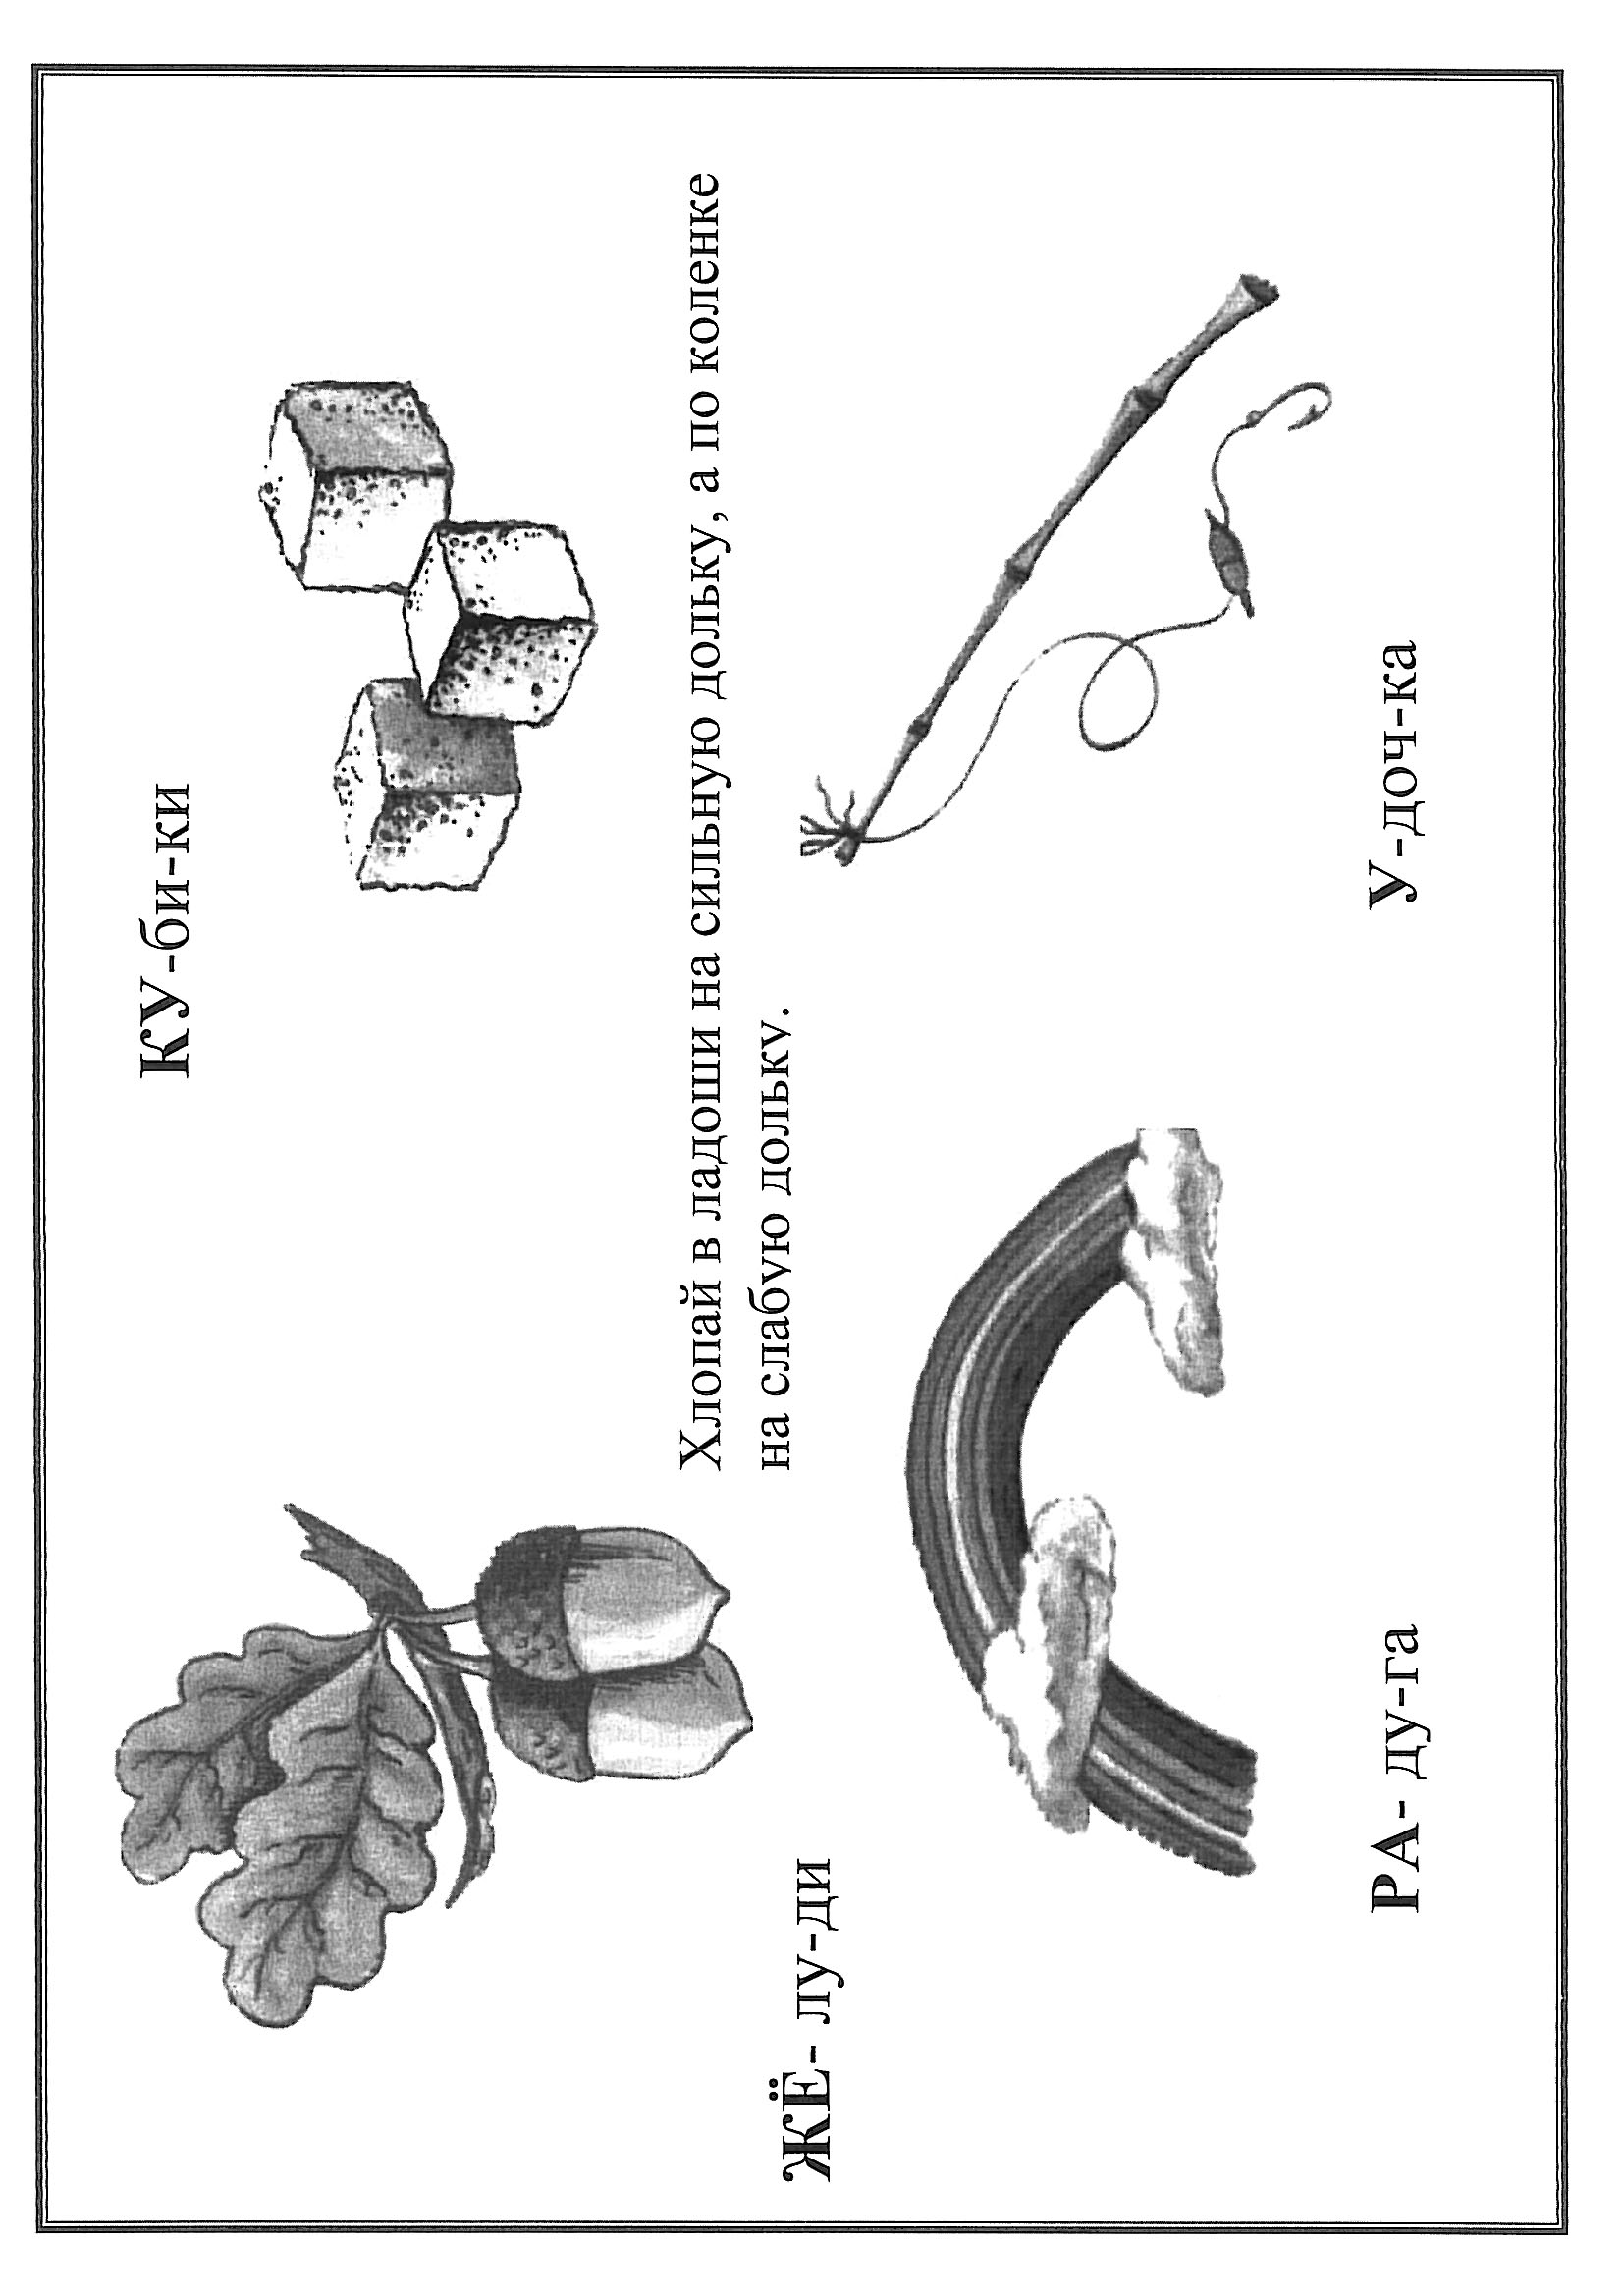 КУ-би-ки
ЖЁ- лу-ди
Хлопай в ладоши на сильную дольку, а по коленке
на слабую дольку.
РА- ду-га
У-доч-ка